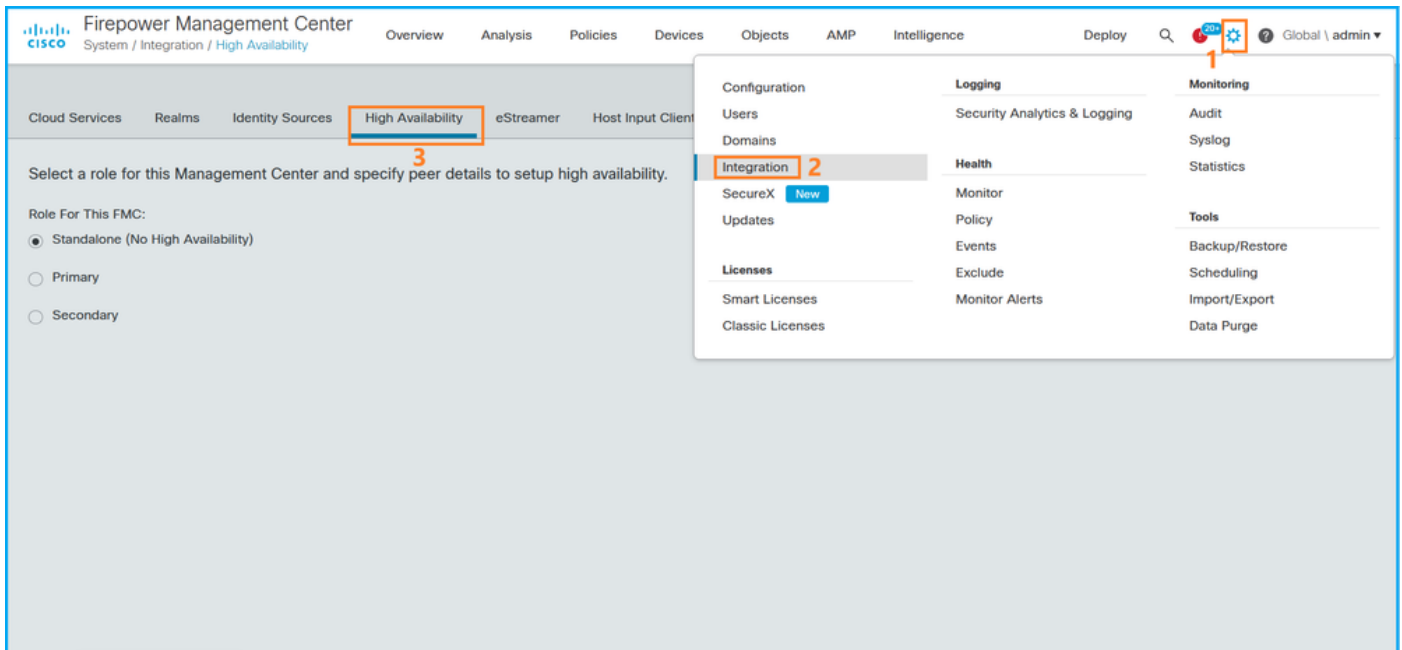 Firepower Management Center
CISCO
System / Integration / High Availability
Overview
Analysis
Policies
Devices
Objects
AMP
Intelligence
Deploy
20+
Global \ admin
1
Cloud Services
Realms
Identity Sources
High Availability
eStreamer
Host Input Client
3
Select a role for this Management Center and specify peer details to setup high availability.
Role For This FMC:
Standalone (No High Availability)
Primary
Secondary
Configuration
Users
Domains
Integration
2
SecureX
New
Updates
Licenses
Smart Licenses
Classic Licenses
Logging
Security Analytics & Logging
Health
Monitor
Policy
Events
Exclude
Monitor Alerts
Monitoring
Audit
Syslog
Statistics
Tools
Backup/Restore
Scheduling
Import/Export
Data Purge